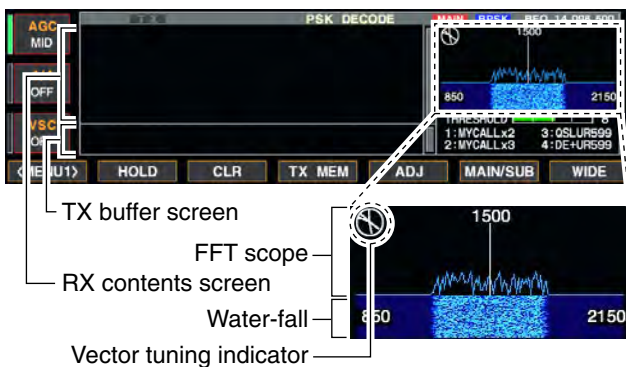 AGC
MID
PSK DECODE
MAIN BPSK
1500
850
2150
OFF
THRESHOLD 8
VSC
1:MYCALLx2 3:QSLUR599
2:MYCALLx3 4:DE+UR599
<MENU1> HOLD CLR TX MEM ADJ MAIN/SUB WIDE
TX buffer screen
FFT scope
RX contents screen
Water-fall
Vector tuning indicator
1500
850
2150